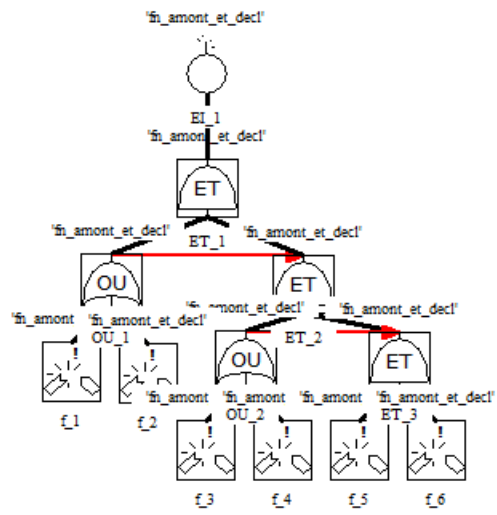 'fn_amont_et_decl'
EI_1
'fn_amont_et_decl'
ET
'fn_amont_et_decl' ET_1 'fn_amont_et_decl'
OU ET
'fn_amont_et_decl' 'fn_amont_et_decl'
'fn_amont 'fn_amont_et_decl'
OU_1 ET_2
OU ET
! !
'fn_amont 'fn_amont 'fn_amont 'fn_amont_et_decl'
f_1 f_2 OU_2 ET_3
! ! ! !
f_3 f_4 f_5 f_6